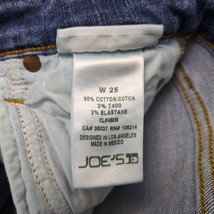 W 25
95% COTTON/COTON
3% T400
2% ELASTANE
CA# 38037 RN# 106214
DESIGNED IN LOS ANGELES
MADE IN MEXICO
JOE'S